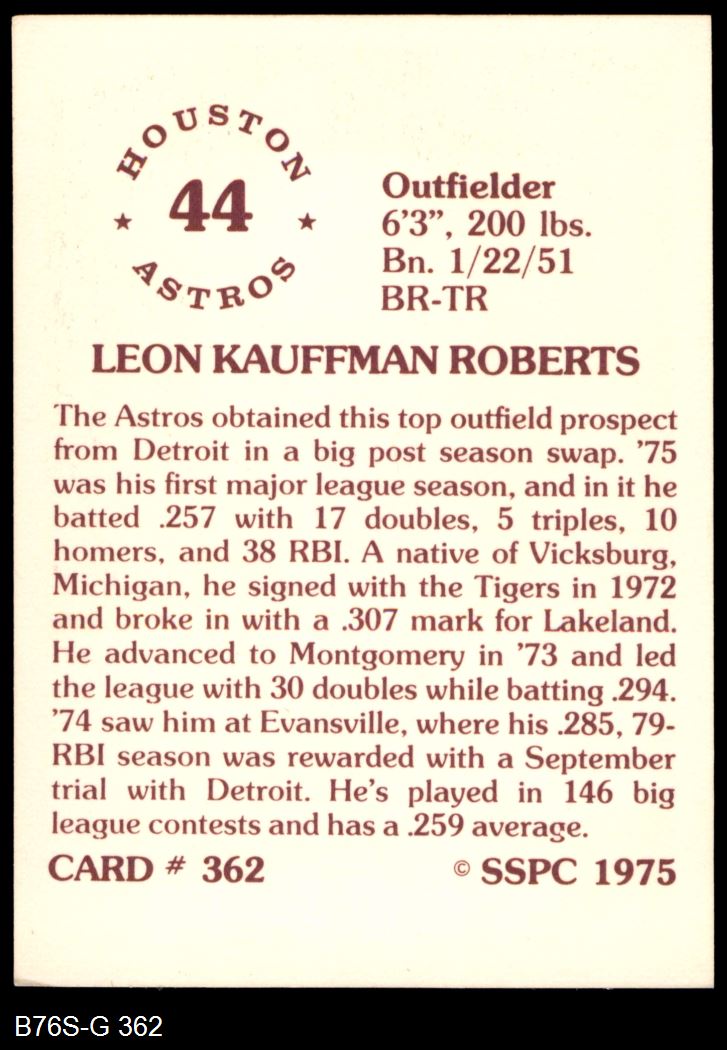 HOUSTON
44
ASTROS
Outfielder
6'3”, 200 lbs.
Bn. 1/22/51
BR-TR
LEON KAUFFMAN ROBERTS
The Astros obtained this top outfield prospect
from Detroit in a big post season swap. ’75
was his first major league season, and in it he
batted .257 with 17 doubles, 5 triples, 10
homers, and 38 RBI. A native of Vicksburg,
Michigan, he signed with the Tigers in 1972
and broke in with a .307 mark for Lakeland.
He advanced to Montgomery in ’73 and led
the league with 30 doubles while batting .294.
’74 saw him at Evansville, where his .285, 79-
RBI season was rewarded with a September
trial with Detroit. He’s played in 146 big
league contests and has a .259 average.
CARD # 362 © SSPC 1975
B76S-G 362